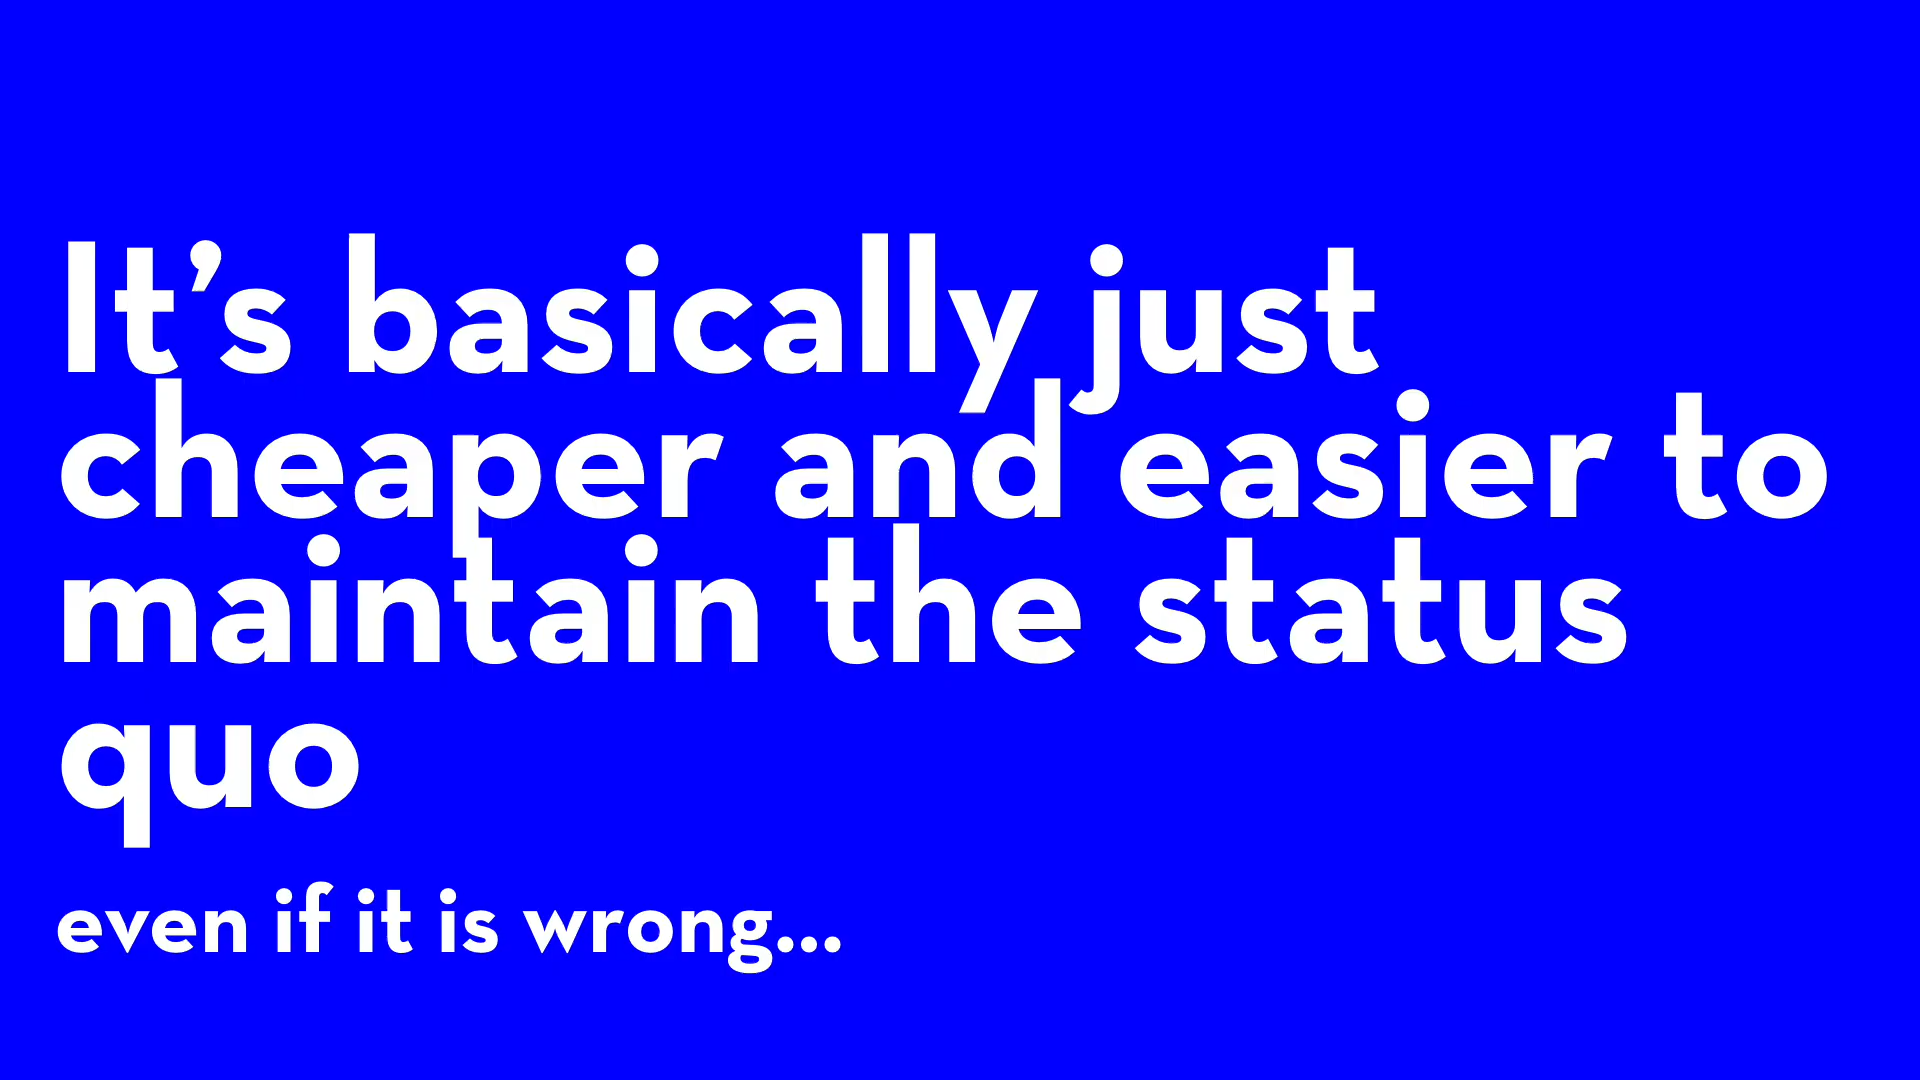 It’s basically just
cheaper and easier to
maintain the status
quo
even if it is wrong...